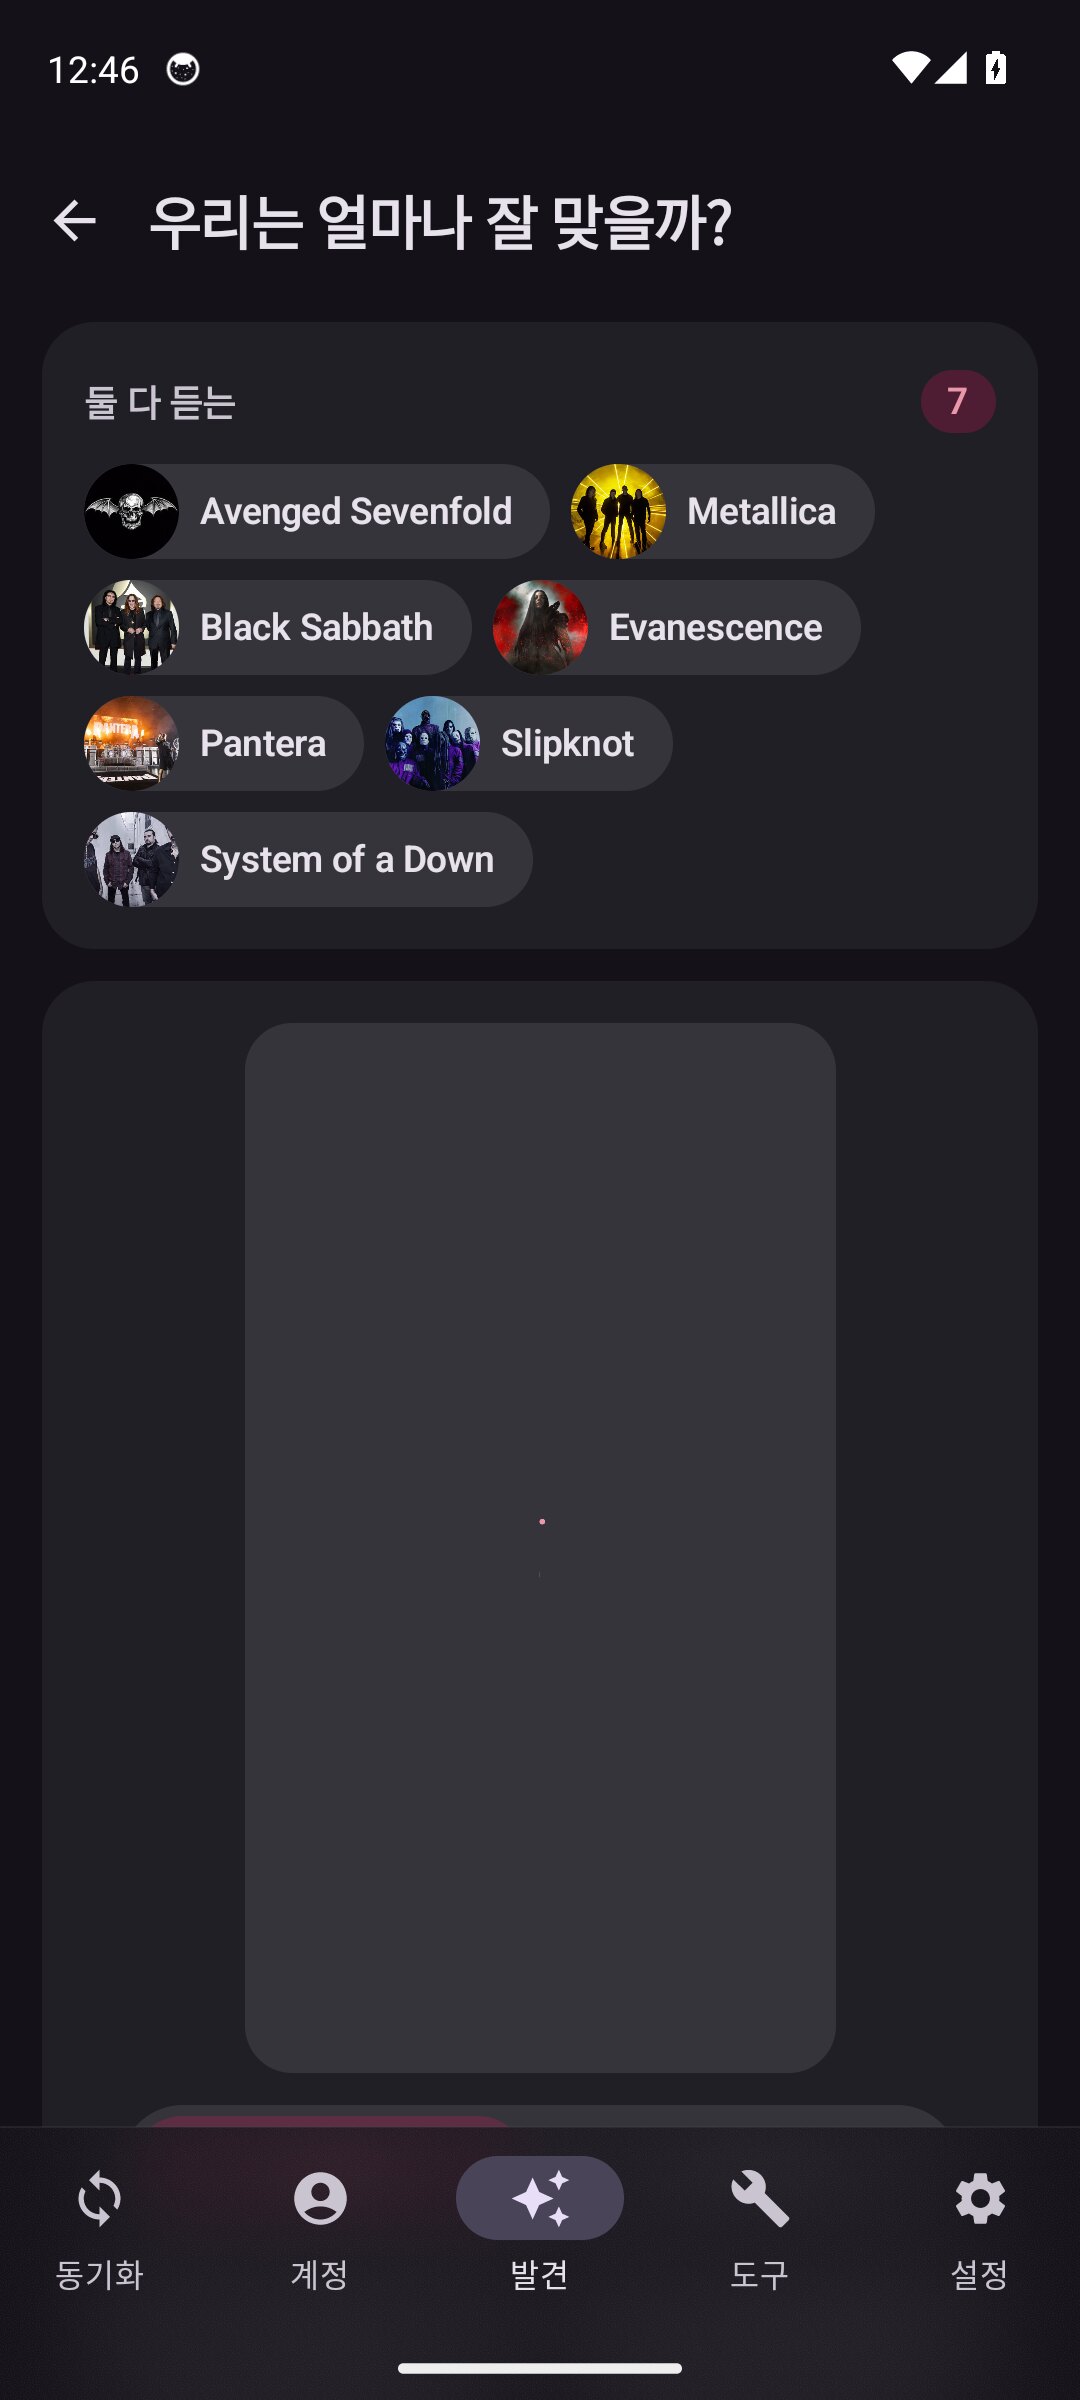 12:46
우리는 얼마나 잘 맞을까?
둘 다 듣는
7
Avenged Sevenfold
Metallica
Black Sabbath
Evanescence
Pantera
Slipknot
System of a Down
동기화
계정
발견
도구
설정